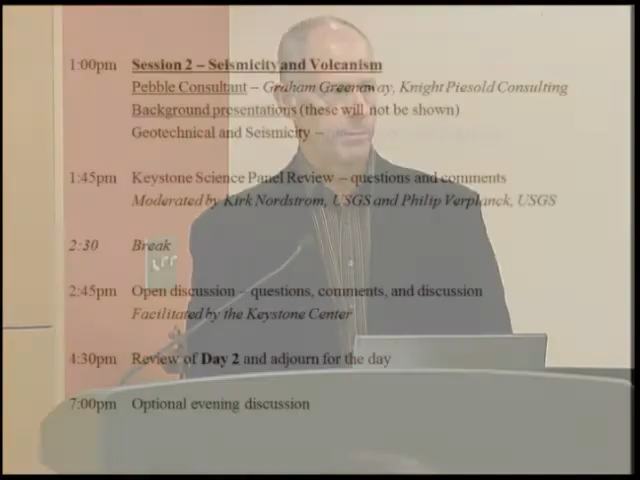 1:00pm Session 2 – Seismicity and Volcanism
Pebble Consultant – Graham Greenaway, Knight Piesold Consulting
Background presentations (these will not be shown)
Geotechnical and Seismicity –
1:45pm Keystone Science Panel Review – questions and comments
Moderated by Kirk Nordstrom, USGS and Philip Verplanck, USGS
2:30 Break
2:45pm Open discussion – questions, comments, and discussion
Facilitated by the Keystone Center
4:30pm Review of Day 2 and adjourn for the day
7:00pm Optional evening discussion